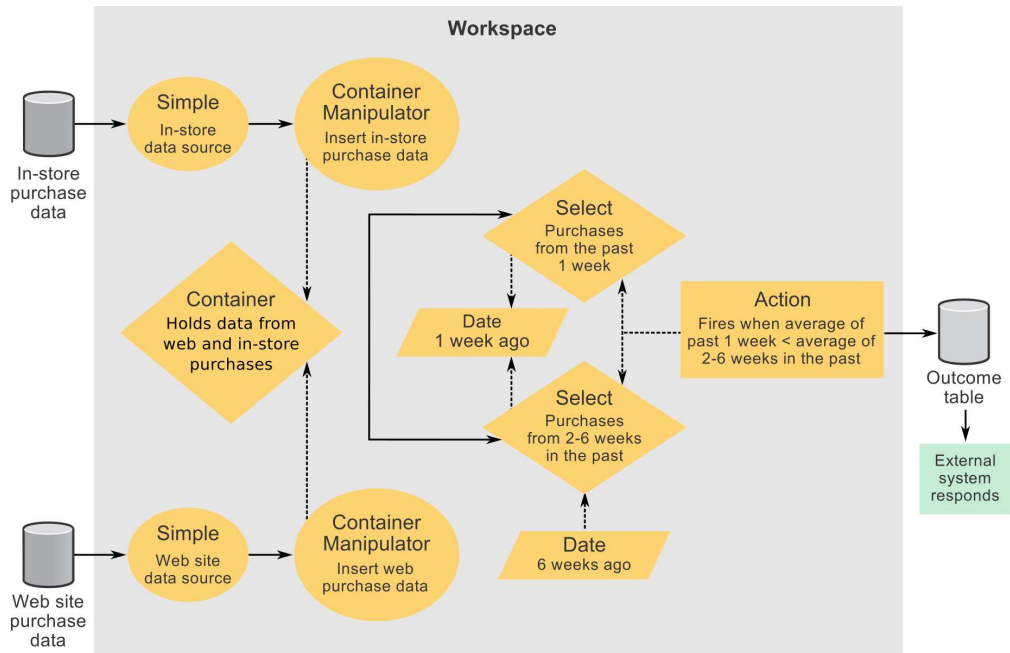 Workspace
In-store
purchase
data
Simple
In-store
data source
Container
Manipulator
Insert in-store
purchase data
Container
Holds data from
web and in-store
purchases
Select
Purchases
from the past
1 week
Date
1 week ago
Select
Purchases
from 2-6 weeks
in the past
Date
6 weeks ago
Action
Fires when average of
past 1 week < average of
2-6 weeks in the past
Outcome
table
External
system
responds
Web site
purchase
data
Simple
Web site
data source
Container
Manipulator
Insert web
purchase data